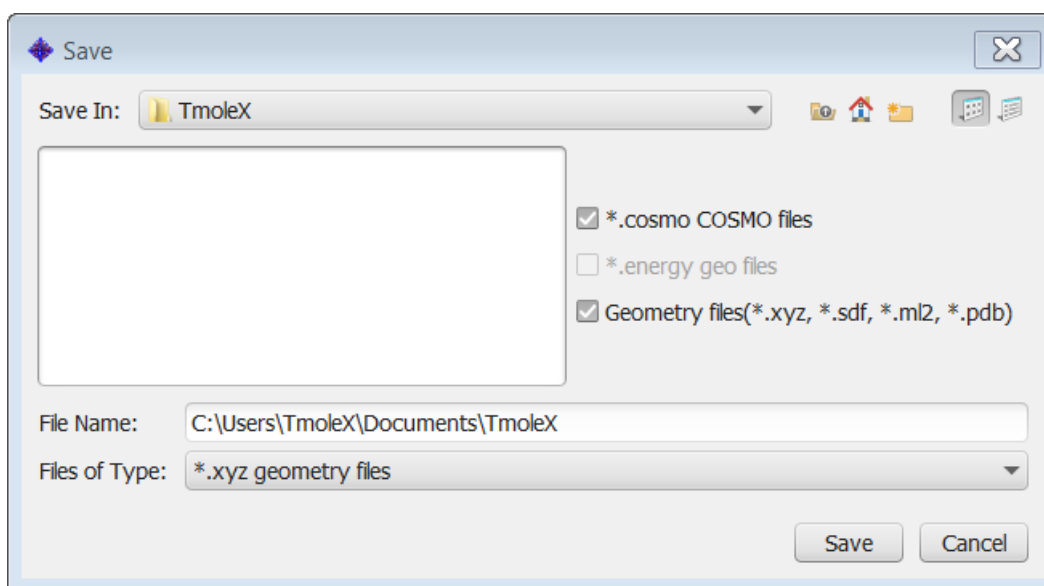 Save
Save In: TmoleX
*.cosmo COSMO files
*.energy geo files
Geometry files(*.xyz, *.sdf, *.ml2, *.pdb)
File Name: C:\Users\TmoleX\Documents\TmoleX
Files of Type: *.xyz geometry files
Save Cancel